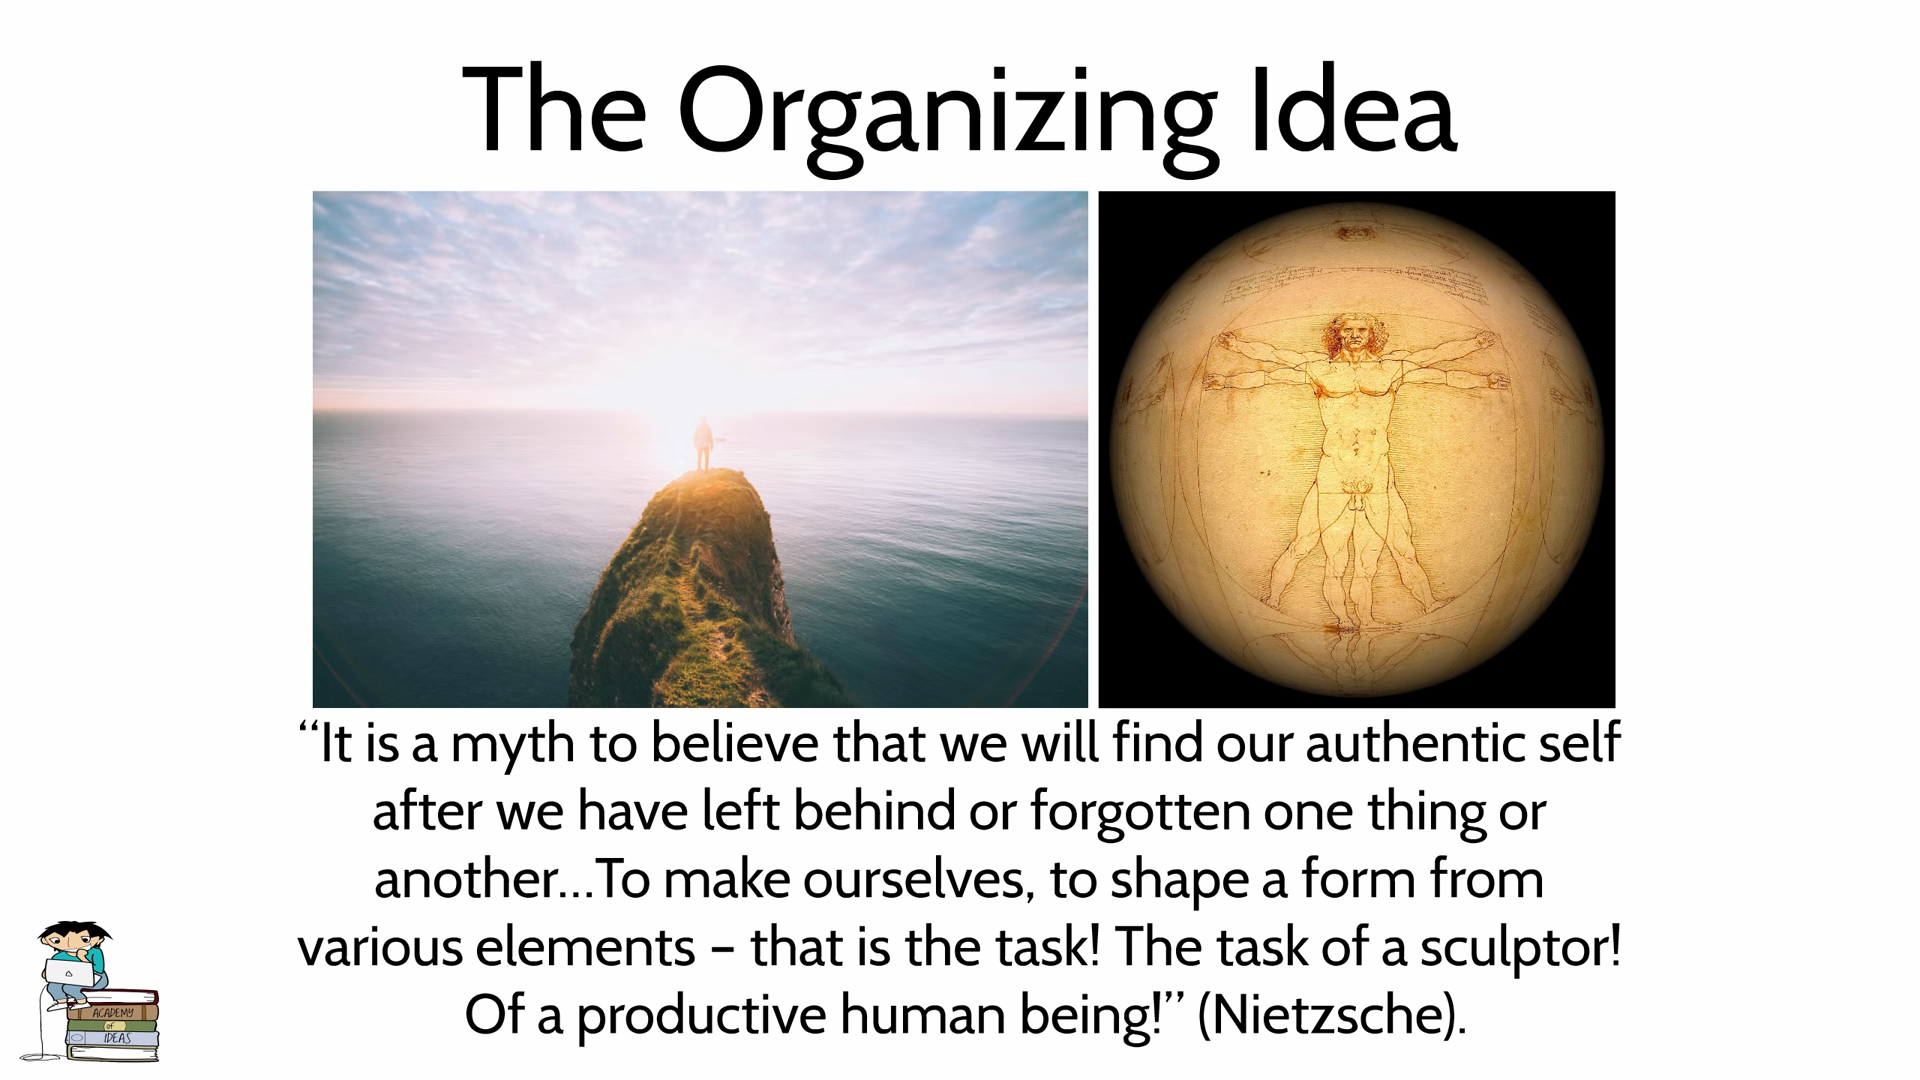 The Organizing Idea
“It is a myth to believe that we will find our authentic self
after we have left behind or forgotten one thing or
another...To make ourselves, to shape a form from
various elements – that is the task! The task of a sculptor!
Of a productive human being!” (Nietzsche).
ACADEMY
of
IDEAS